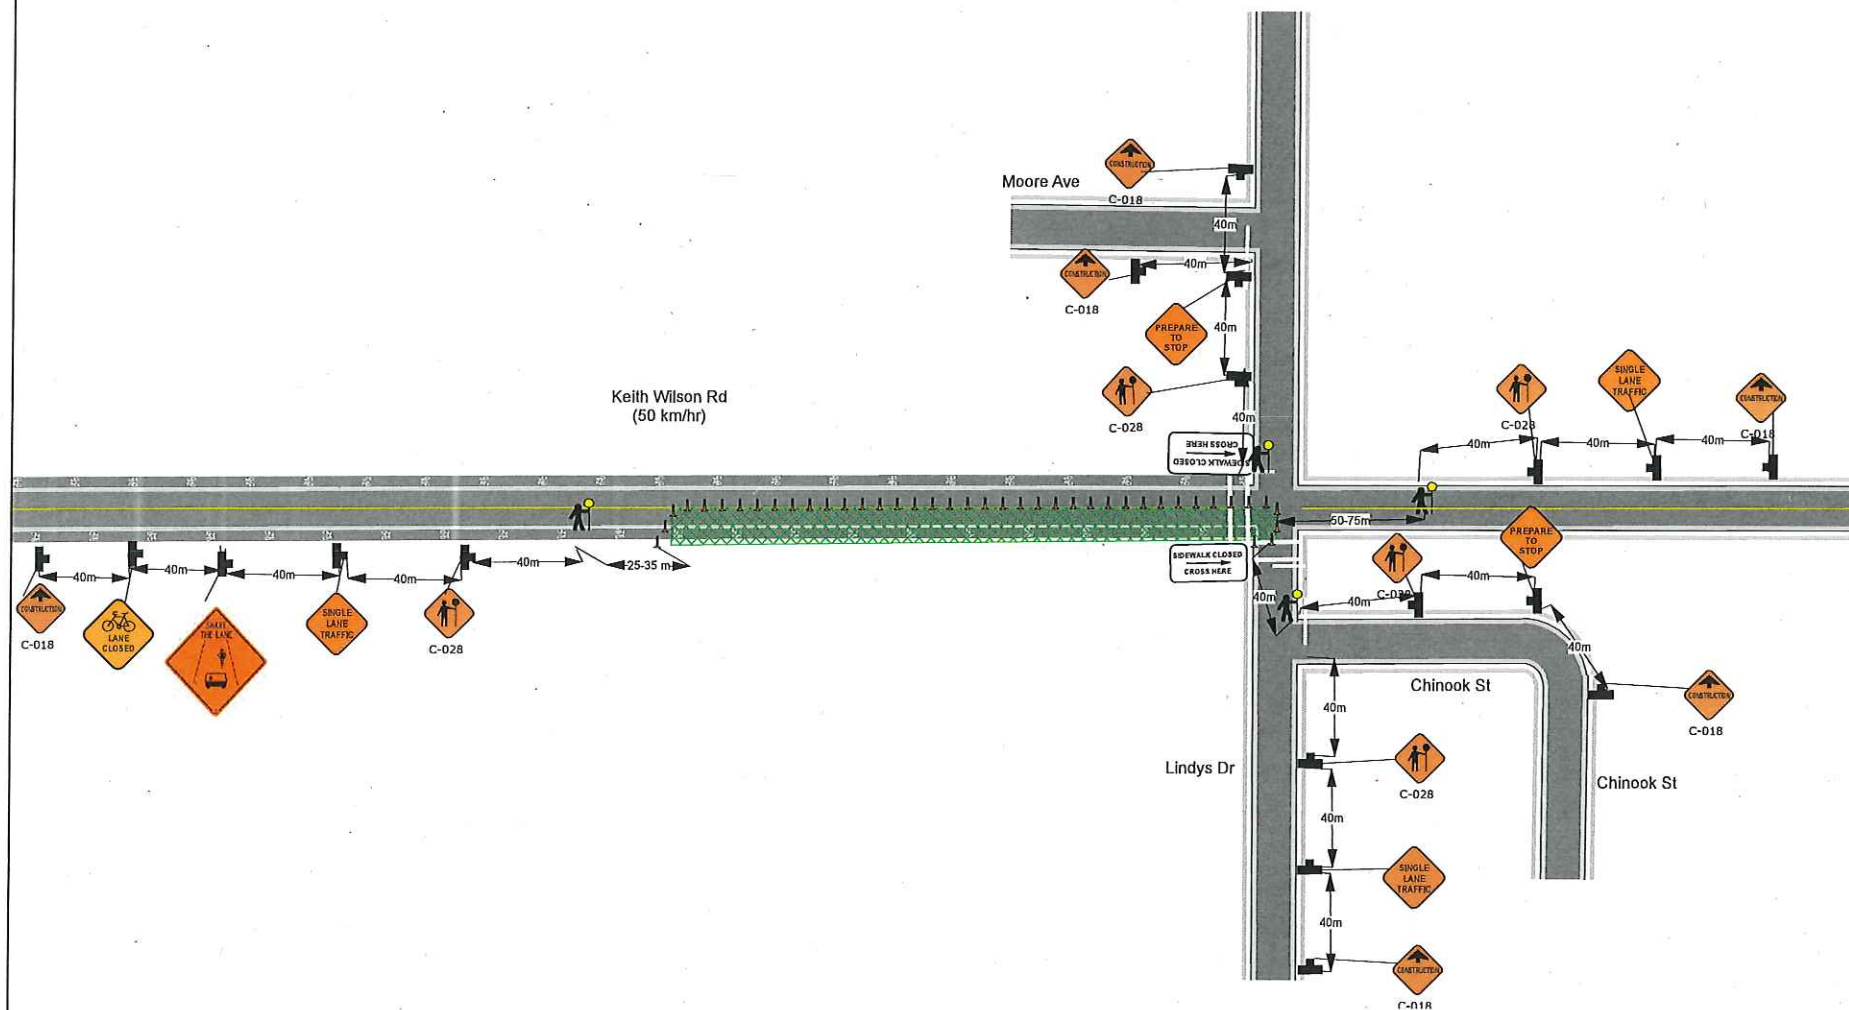 CONSTRUCTION
C-018
Moore Ave
40m
CONSTRUCTION
C-018
40m
PREPARE
TO
STOP
40m
C-028
40m
Keith Wilson Rd
(50 km/hr)
CROSS HERE
SIDEWALK CLOSED
C-028
SINGLE
LANE
TRAFFIC
CONSTRUCTION
C-018
40m
40m
40m
50-75m
PREPARE
TO
STOP
SIDEWALK CLOSED
CROSS HERE
40m
40m
40m
40m
40m
40m
25-35 m
CONSTRUCTION
C-018
LANE
CLOSED
SHARE
THE LANE
SINGLE
LANE
TRAFFIC
C-028
40m
40m
40m
40m
Chinook St
CONSTRUCTION
C-018
40m
Lindys Dr
C-028
Chinook St
40m
SINGLE
LANE
TRAFFIC
40m
CONSTRUCTION
C-018